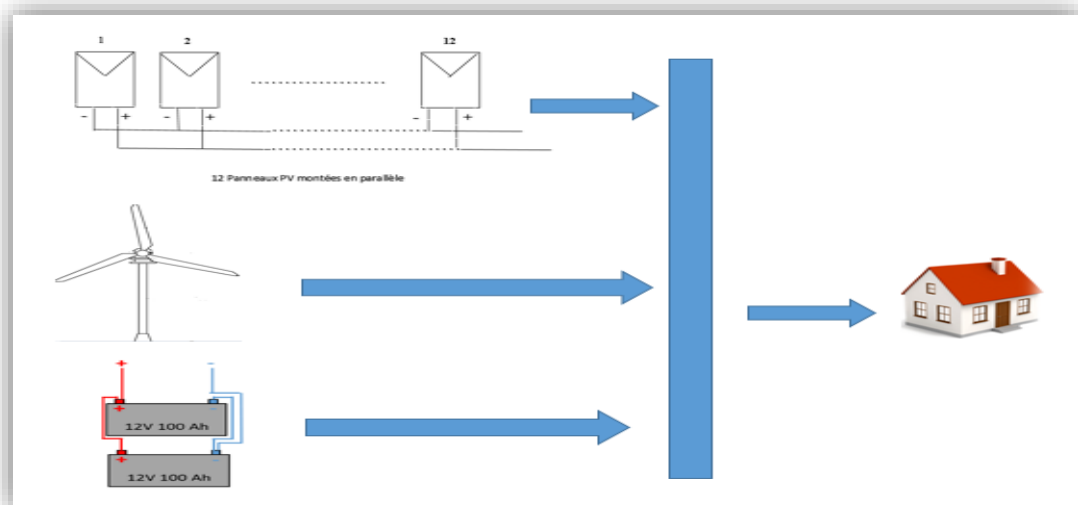 1 2 12
- + - + - +
12 Panneaux PV montées en parallèle
+ -
+ -
12V 100 Ah
+ -
12V 100 Ah